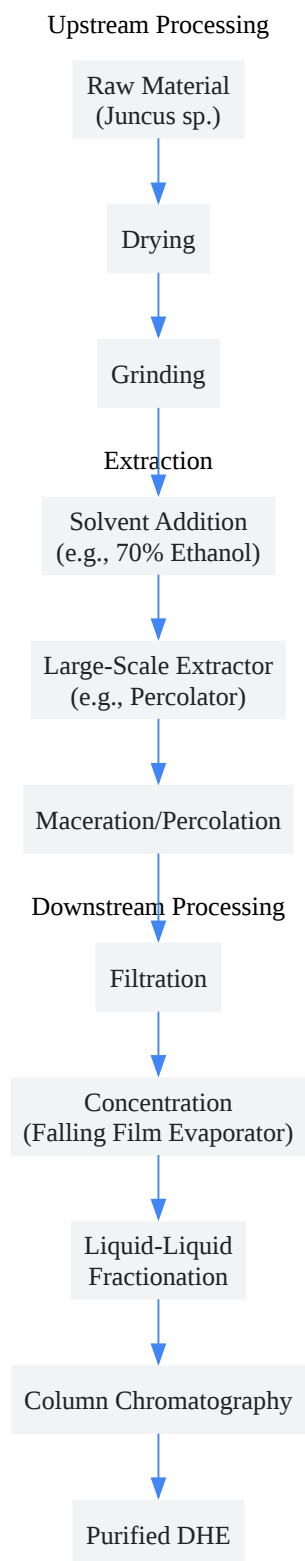 Upstream Processing
Raw Material
(Juncus sp.)
Drying
Grinding
Extraction
Solvent Addition
(e.g., 70% Ethanol)
Large-Scale Extractor
(e.g., Percolator)
Maceration/Percolation
Downstream Processing
Filtration
Concentration
(Falling Film Evaporator)
Liquid-Liquid
Fractionation
Column Chromatography
Purified DHE